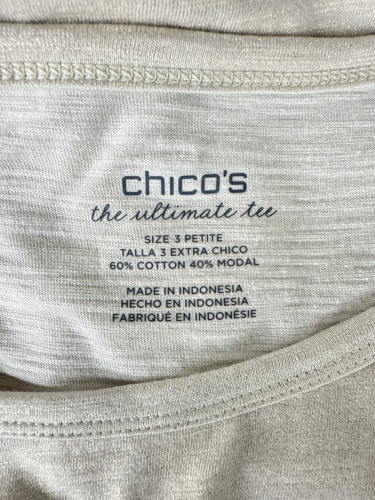 chico's
the ultimate tee
SIZE 3 PETITE
TALLA 3 EXTRA CHICO
60% COTTON 40% MODAL
MADE IN INDONESIA
HECHO EN INDONESIA
FABRIQUÉ EN INDONÉSIE